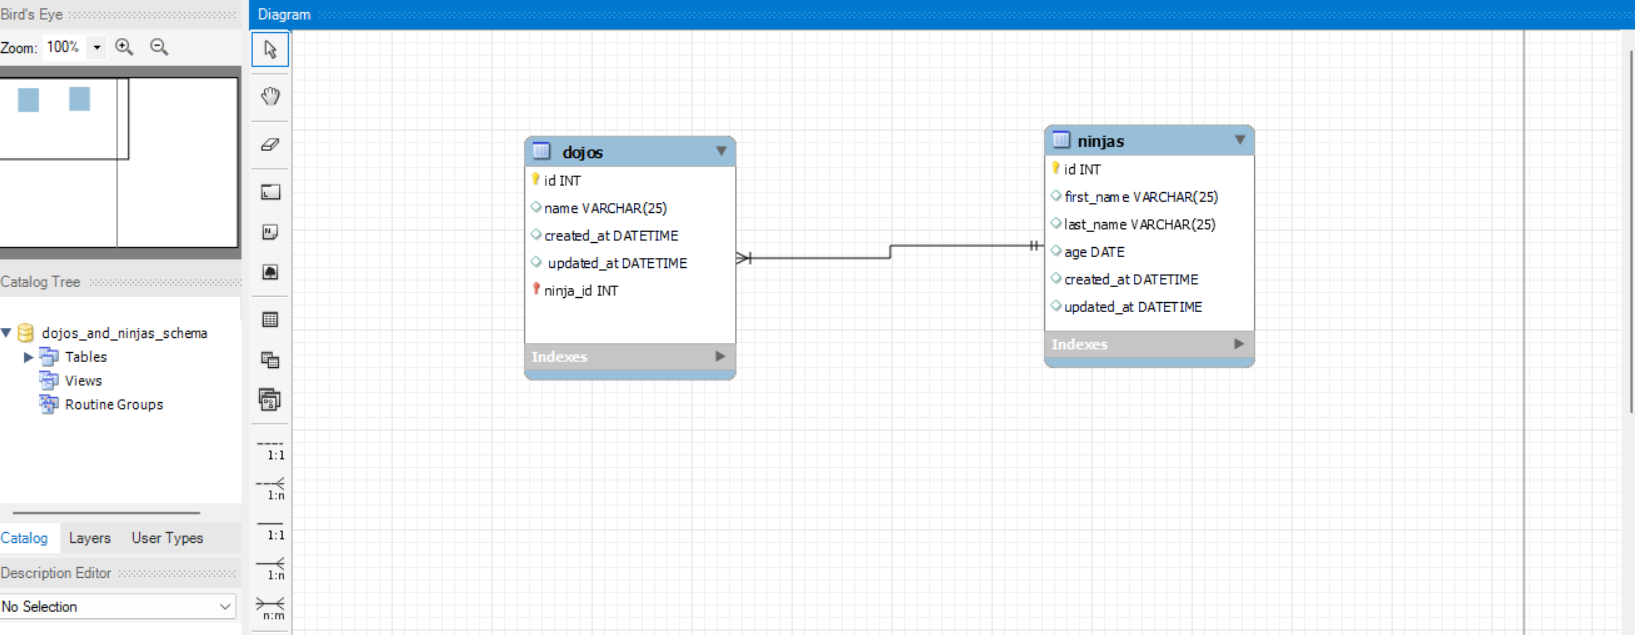 Bird's Eye
Zoom: 100%
Catalog Tree
dojos_and_ninjas_schema
Tables
Views
Routine Groups
Catalog Layers User Types
Description Editor
No Selection
Diagram
1:1
1:n
1:1
1:n
n:m
dojos
id INT
name VARCHAR(25)
created_at DATETIME
updated_at DATETIME
ninja_id INT
Indexes
ninjas
id INT
first_name VARCHAR(25)
last_name VARCHAR(25)
age DATE
created_at DATETIME
updated_at DATETIME
Indexes